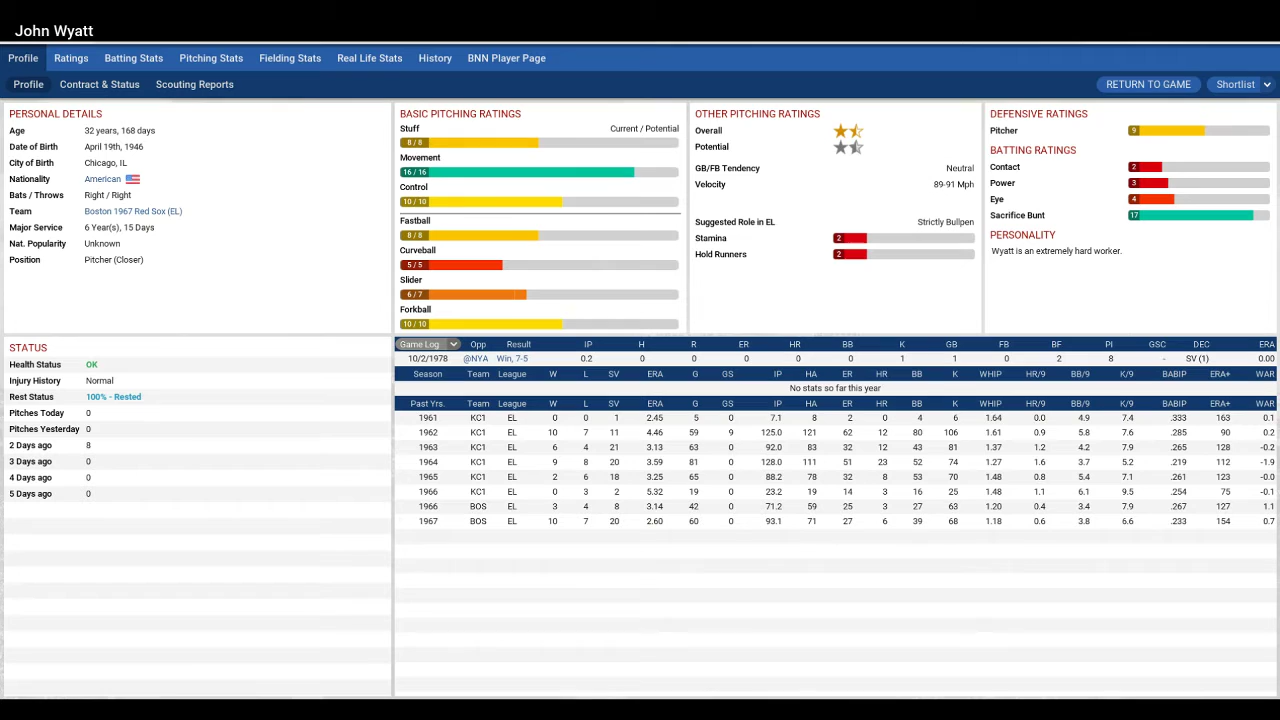 John Wyatt
Profile Ratings Batting Stats Pitching Stats Fielding Stats Real Life Stats History BNN Player Page
Profile Contract & Status Scouting Reports RETURN TO GAME Shortlist
PERSONAL DETAILS
Age 32 years, 168 days
Date of Birth April 19th, 1946
City of Birth Chicago, IL
Nationality American
Bats / Throws Right / Right
Team Boston 1967 Red Sox (EL)
Major Service 6 Year(s), 15 Days
Nat. Popularity Unknown
Position Pitcher (Closer)
BASIC PITCHING RATINGS
Stuff Current / Potential
8 / 8
Movement
16 / 16
Control
10 / 10
Fastball
8 / 8
Curveball
5 / 5
Slider
6 / 7
Forkball
10 / 10
OTHER PITCHING RATINGS
Overall
Potential
GB/FB Tendency Neutral
Velocity 89-91 Mph
Suggested Role in EL Strictly Bullpen
Stamina 2
Hold Runners 2
DEFENSIVE RATINGS
Pitcher 9
BATTING RATINGS
Contact 2
Power 3
Eye 4
Sacrifice Bunt 17
PERSONALITY
Wyatt is an extremely hard worker.
STATUS
Health Status OK
Injury History Normal
Rest Status 100% - Rested
Pitches Today 0
Pitches Yesterday 0
2 Days ago 8
3 Days ago 0
4 Days ago 0
5 Days ago 0
Game Log Opp Result IP H R ER HR BB K GB FB BF PI GSC DEC ERA
10/2/1978 @NYA Win, 7-5 0.2 0 0 0 0 0 1 1 0 2 8 - SV (1) 0.00
Season Team League W L SV ERA G GS IP HA ER HR BB K WHIP HR/9 BB/9 K/9 BABIP ERA+ WAR
No stats so far this year
Past Yrs. Team League W L SV ERA G GS IP HA ER HR BB K WHIP HR/9 BB/9 K/9 BABIP ERA+ WAR
1961 KC1 EL 0 0 1 2.45 5 0 7.1 8 2 0 4 6 1.64 0.0 4.9 7.4 .333 163 0.1
1962 KC1 EL 10 7 11 4.46 59 9 125.0 121 62 12 80 106 1.61 0.9 5.8 7.6 .285 90 0.2
1963 KC1 EL 6 4 21 3.13 63 0 92.0 83 32 12 43 81 1.37 1.2 4.2 7.9 .265 128 -0.2
1964 KC1 EL 9 8 20 3.59 81 0 128.0 111 51 23 52 74 1.27 1.6 3.7 5.2 .219 112 -1.9
1965 KC1 EL 2 6 18 3.25 65 0 88.2 78 32 8 53 70 1.48 0.8 5.4 7.1 .261 123 -0.0
1966 KC1 EL 0 3 2 5.32 19 0 23.2 19 14 3 16 25 1.48 1.1 6.1 9.5 .254 75 -0.1
1966 BOS EL 3 4 8 3.14 42 0 71.2 59 25 3 27 63 1.20 0.4 3.4 7.9 .267 127 1.1
1967 BOS EL 10 7 20 2.60 60 0 93.1 71 27 6 39 68 1.18 0.6 3.8 6.6 .233 154 0.7